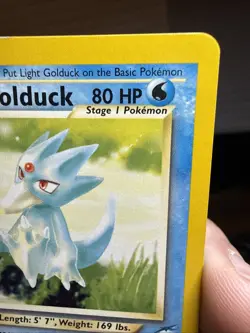 Put Light Golduck on the Basic Pokémon
olduck 80 HP
Stage 1 Pokémon
Length: 5' 7", Weight: 169 lbs.